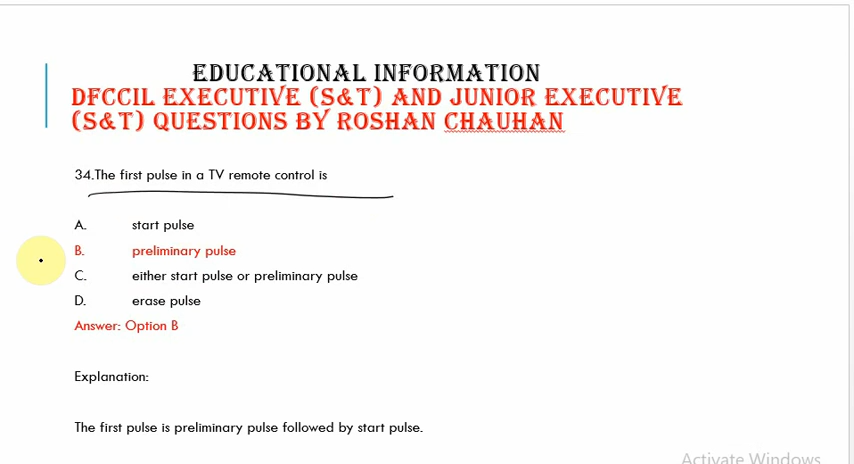 EDUCATIONAL INFORMATION
DFCCIL EXECUTIVE (S&T) AND JUNIOR EXECUTIVE
(S&T) QUESTIONS BY ROSHAN CHAUHAN
34.The first pulse in a TV remote control is
A. start pulse
B. preliminary pulse
C. either start pulse or preliminary pulse
D. erase pulse
Answer: Option B
Explanation:
The first pulse is preliminary pulse followed by start pulse.
Activate Windows